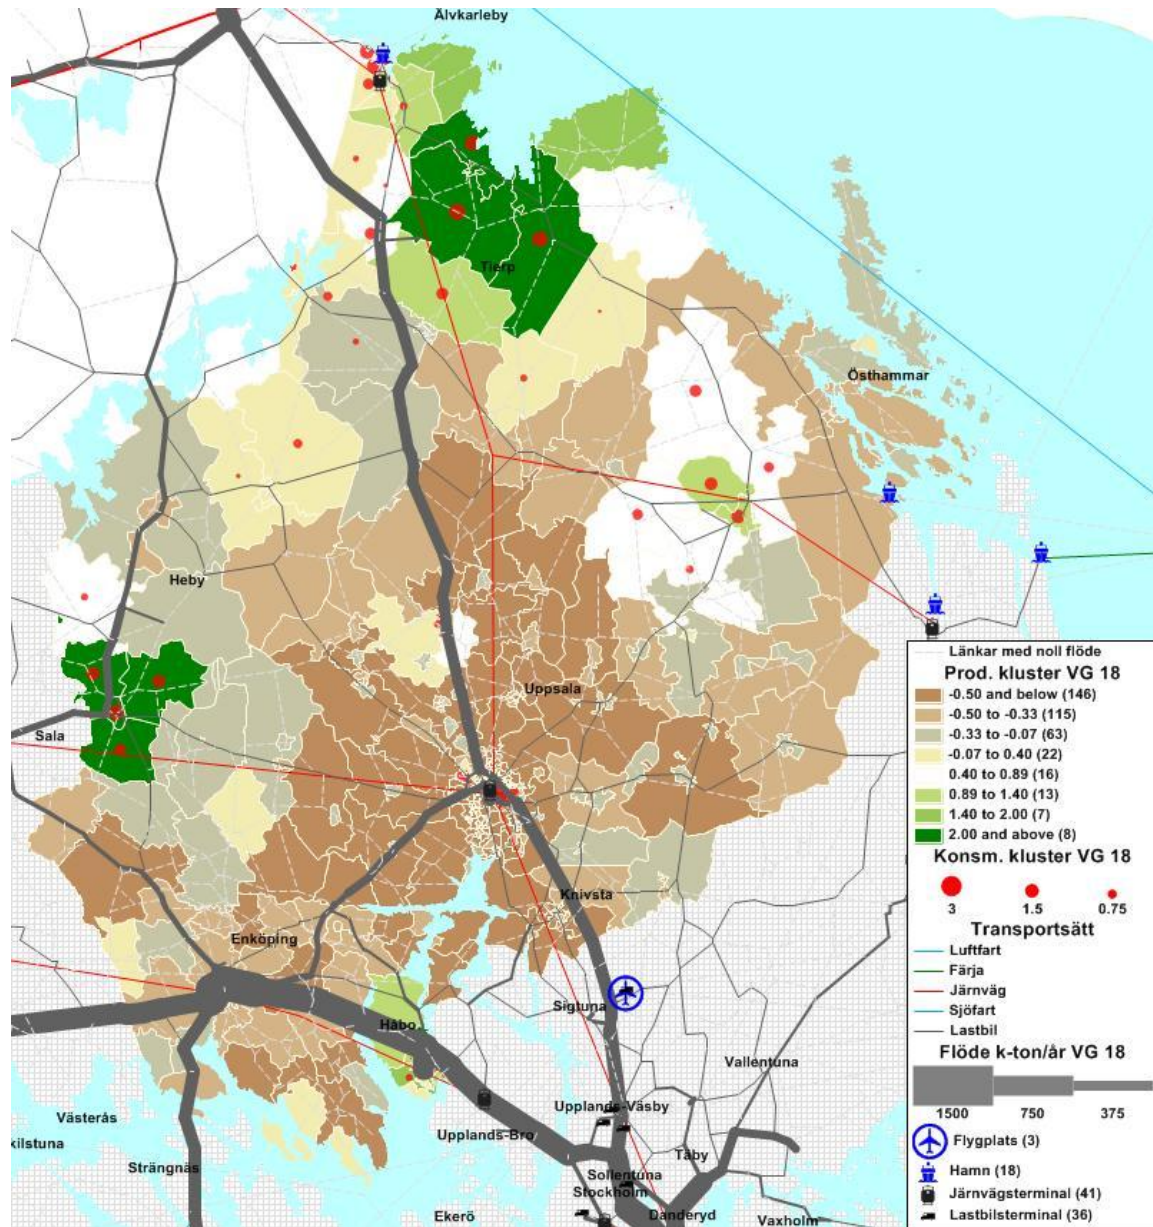 Älvkarleby
Tierp
Östhammar
Heby
Uppsala
Sala
Knivsta
Enköping
Sigtuna
Håbo
Vallentuna
Västerås
Upplands-Väsby
kilstuna
Upplands-Bro
Strängnäs
Täby
Sollentuna
Stockholm
Ekerö
Danderyd
Vaxholm
Länkar med noll flöde
Prod. kluster VG 18
-0.50 and below (146)
-0.50 to -0.33 (115)
-0.33 to -0.07 (63)
-0.07 to 0.40 (22)
0.40 to 0.89 (16)
0.89 to 1.40 (13)
1.40 to 2.00 (7)
2.00 and above (8)
Konsm. kluster VG 18
3 1.5 0.75
Transportsätt
Luftfart
Färja
Järnväg
Sjöfart
Lastbil
Flöde k-ton/år VG 18
1500 750 375
Flygplats (3)
Hamn (18)
Järnvägsterminal (41)
Lastbilsterminal (36)